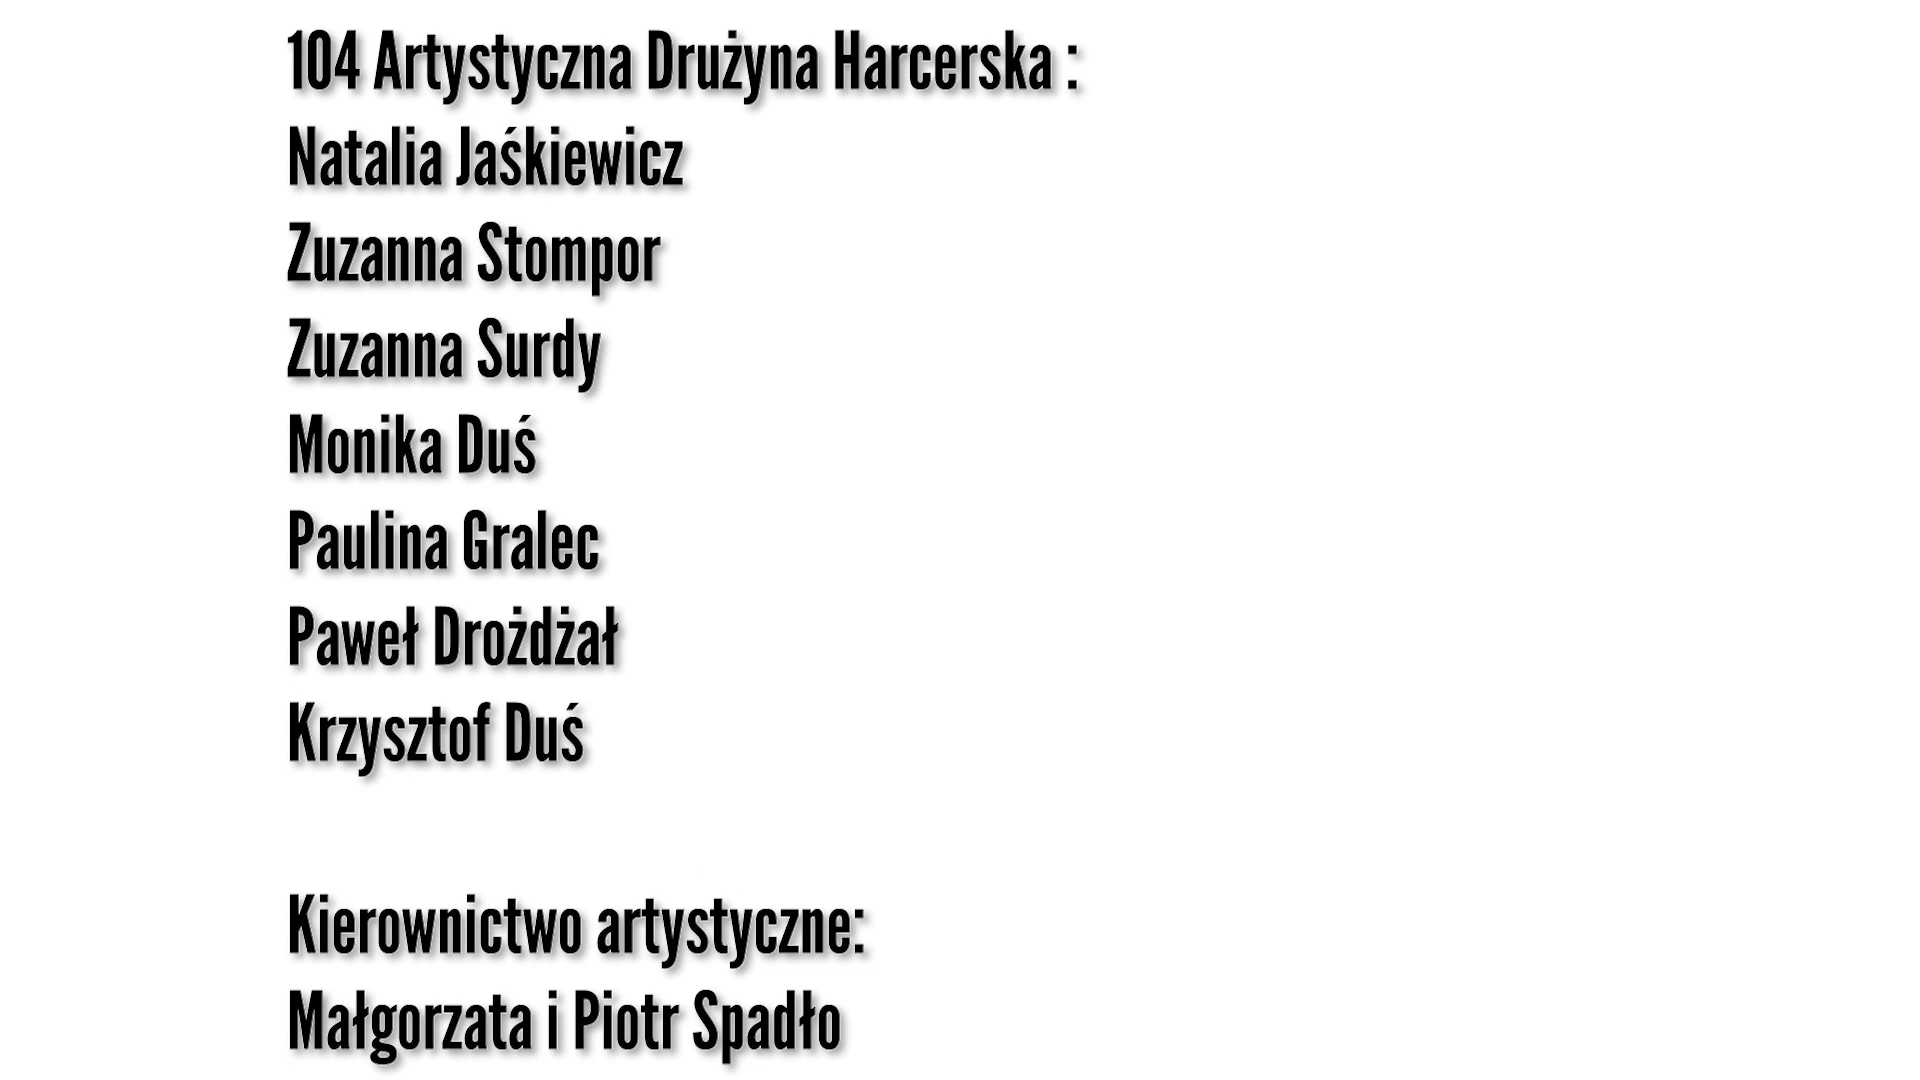 104 Artystyczna Drużyna Harcerska :
Natalia Jaśkiewicz
Zuzanna Stompor
Zuzanna Surdy
Monika Duś
Paulina Gralec
Paweł Drożdżał
Krzysztof Duś
Kierownictwo artystyczne:
Małgorzata i Piotr Spadło